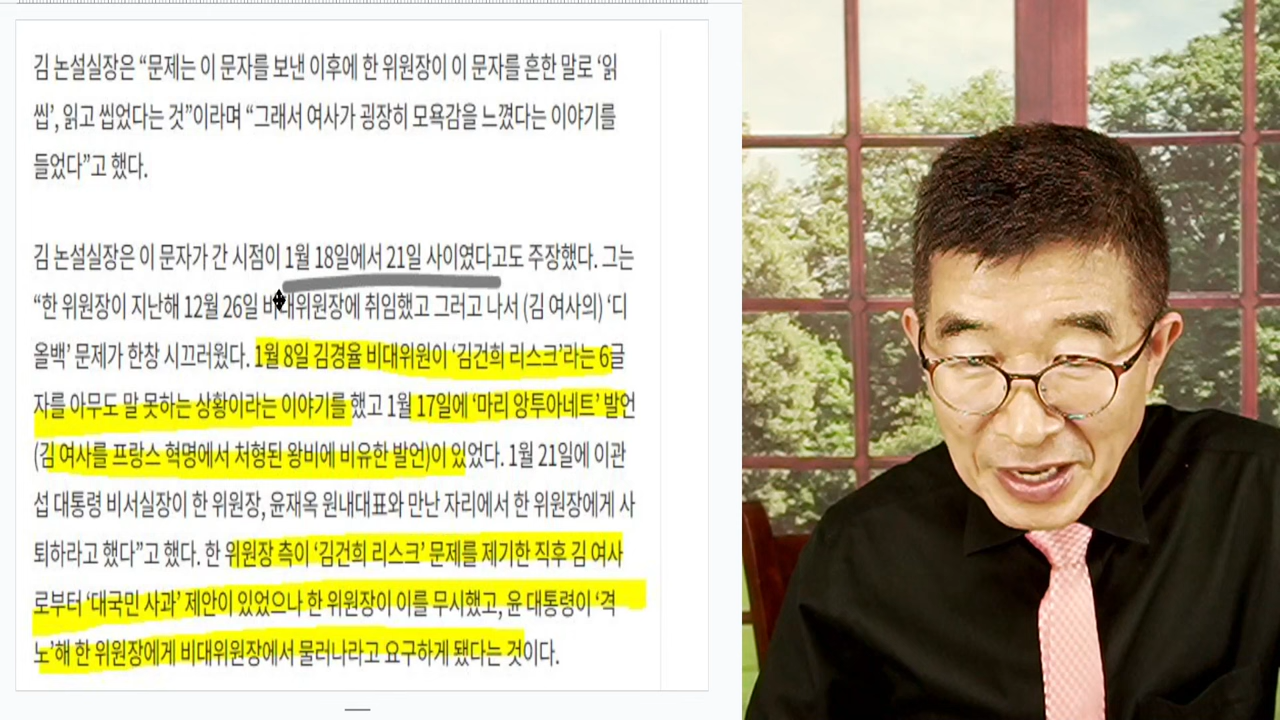 김 논설실장은 “문제는 이 문자를 보낸 이후에 한 위원장이 이 문자를 흔한 말로 ‘읽
씹’, 읽고 씹었다는 것”이라며 “그래서 여사가 굉장히 모욕감을 느꼈다는 이야기를
들었다”고 했다.
김 논설실장은 이 문자가 간 시점이 1월 18일에서 21일 사이였다고도 주장했다. 그는
“한 위원장이 지난해 12월 26일 비대위원장에 취임했고 그러고 나서 (김 여사의) ‘디
올백’ 문제가 한창 시끄러웠다. 1월 8일 김경율 비대위원이 ‘김건희 리스크’라는 6글
자를 아무도 말 못하는 상황이라는 이야기를 했고 1월 17일에 ‘마리 앙투아네트’ 발언
(김 여사를 프랑스 혁명에서 처형된 왕비에 비유한 발언)이 있었다. 1월 21일에 이관
섭 대통령 비서실장이 한 위원장, 윤재옥 원내대표와 만난 자리에서 한 위원장에게 사
퇴하라고 했다”고 했다. 한 위원장 측이 ‘김건희 리스크’ 문제를 제기한 직후 김 여사
로부터 ‘대국민 사과’ 제안이 있었으나 한 위원장이 이를 무시했고, 윤 대통령이 ‘격
노’해 한 위원장에게 비대위원장에서 물러나라고 요구하게 됐다는 것이다.